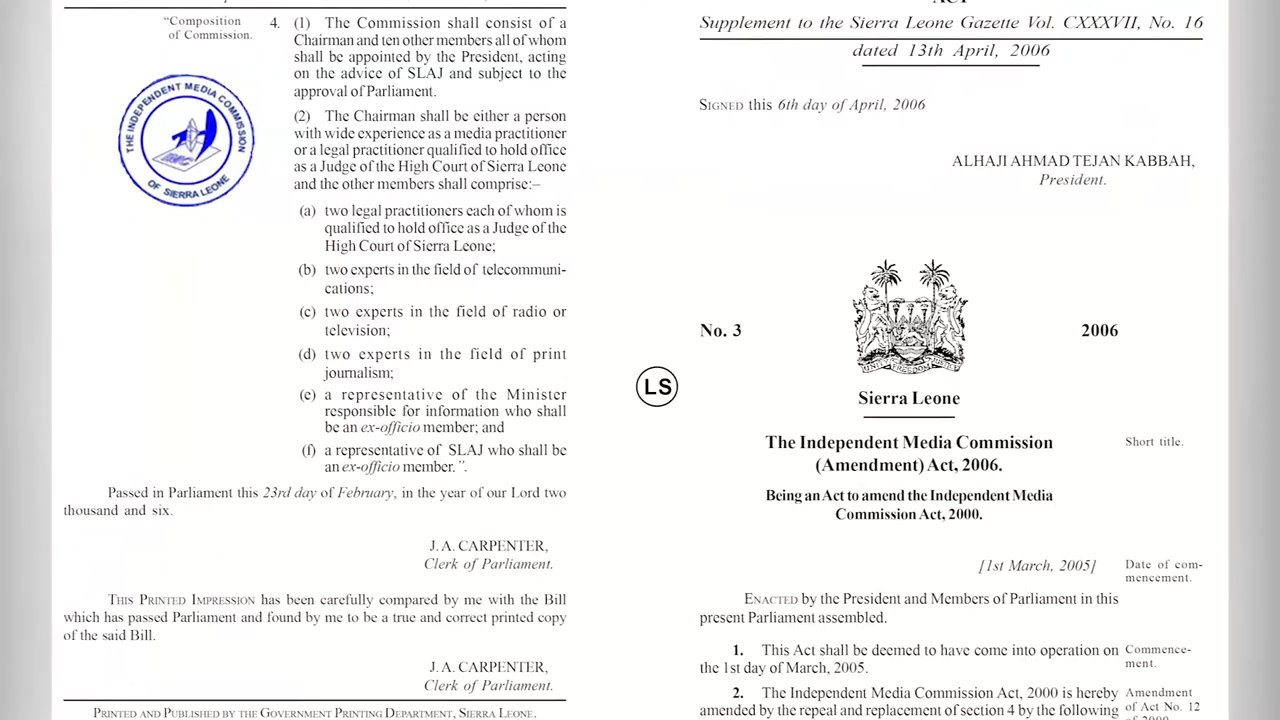 “Composition
of Commission.
4. (1) The Commission shall consist of a
Chairman and ten other members all of whom
shall be appointed by the President, acting
on the advice of SLAJ and subject to the
approval of Parliament.
(2) The Chairman shall be either a person
with wide experience as a media practitioner
or a legal practitioner qualified to hold office
as a Judge of the High Court of Sierra Leone
and the other members shall comprise:–
(a) two legal practitioners each of whom is
qualified to hold office as a Judge of the
High Court of Sierra Leone;
(b) two experts in the field of telecommuni-
cations;
(c) two experts in the field of radio or
television;
(d) two experts in the field of print
journalism;
(e) a representative of the Minister
responsible for information who shall
be an ex-officio member; and
(f) a representative of SLAJ who shall be
an ex-officio member.”.
THE INDEPENDENT MEDIA COMMISSION
OF SIERRA LEONE
Passed in Parliament this 23rd day of February, in the year of our Lord two
thousand and six.
J. A. CARPENTER,
Clerk of Parliament.
THIS PRINTED IMPRESSION has been carefully compared by me with the Bill
which has passed Parliament and found by me to be a true and correct printed copy
of the said Bill.
J. A. CARPENTER,
Clerk of Parliament.
PRINTED AND PUBLISHED BY THE GOVERNMENT PRINTING DEPARTMENT, SIERRA LEONE.
LS
ACT
Supplement to the Sierra Leone Gazette Vol. CXXXVII, No. 16
dated 13th April, 2006
SIGNED this 6th day of April, 2006
ALHAJI AHMAD TEJAN KABBAH,
President.
No. 3
2006
Sierra Leone
The Independent Media Commission
(Amendment) Act, 2006.
Short title.
Being an Act to amend the Independent Media
Commission Act, 2000.
[1st March, 2005]
Date of com-
mencement.
ENACTED by the President and Members of Parliament in this
present Parliament assembled.
1. This Act shall be deemed to have come into operation on
the 1st day of March, 2005.
Commence-
ment.
2. The Independent Media Commission Act, 2000 is hereby
amended by the repeal and replacement of section 4 by the following
Amendment
of Act No. 12
of 2000